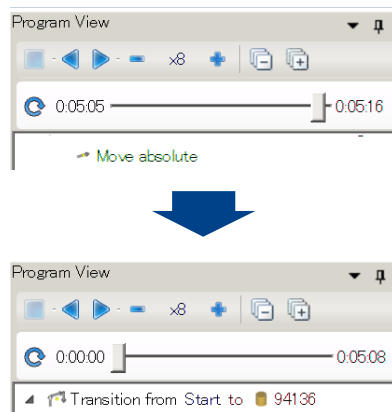 Program View
x8
0:05:05 0:05:16
Move absolute
Program View
x8
0:00:00 0:05:08
Transition from Start to 94136